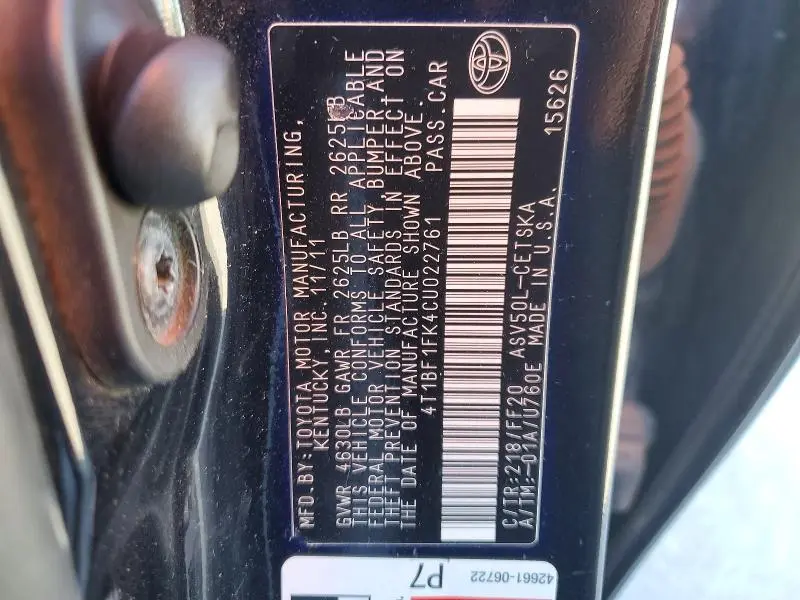 MFD.BY:TOYOTA MOTOR MANUFACTURING,
KENTUCKY, INC. 11/11
GVWR 4630LB GAWR FR 2625LB RR 2625LB
THIS VEHICLE CONFORMS TO ALL APPLICABLE
FEDERAL MOTOR VEHICLE SAFETY, BUMPER, AND
THEFT PREVENTION STANDARDS IN EFFECT ON
THE DATE OF MANUFACTURE SHOWN ABOVE.
4T1BF1FK4CU022761 PASS.CAR
C/TR:218/FF20 ASV50L-CETSKA 15626
A/TM:-01A/U760E MADE IN U.S.A.
P7
42661-06722